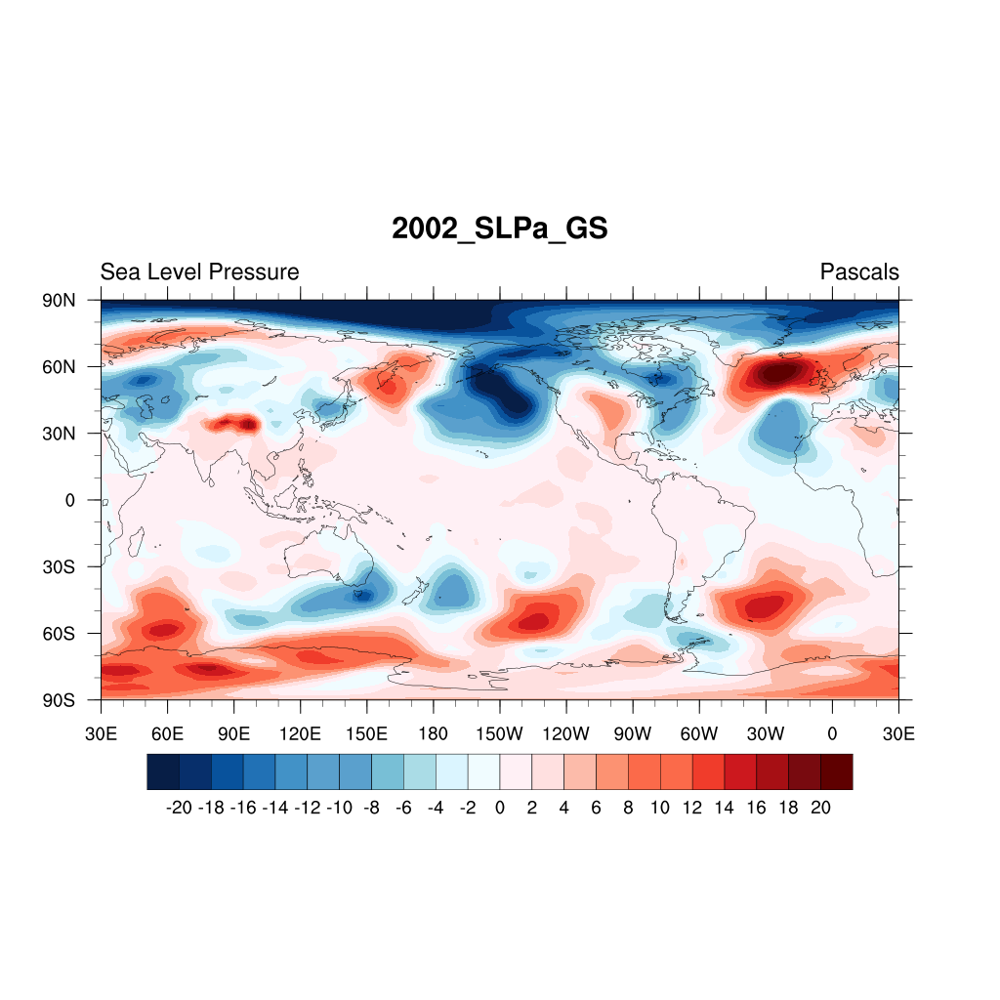 2002_SLPa_GS
Sea Level Pressure Pascals
90N
60N
30N
0
30S
60S
90S
30E 60E 90E 120E 150E 180 150W 120W 90W 60W 30W 0 30E
-20 -18 -16 -14 -12 -10 -8 -6 -4 -2 0 2 4 6 8 10 12 14 16 18 20